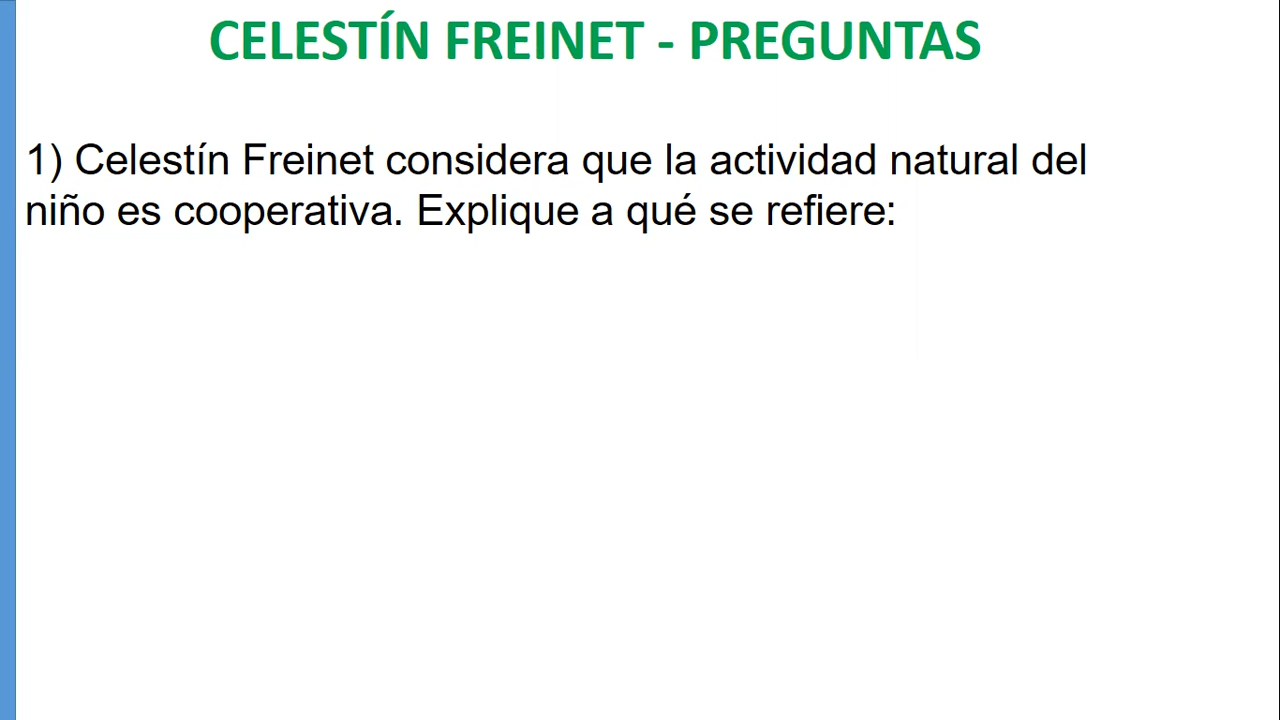 CELESTÍN FREINET - PREGUNTAS
1) Celestín Freinet considera que la actividad natural del
niño es cooperativa. Explique a qué se refiere: